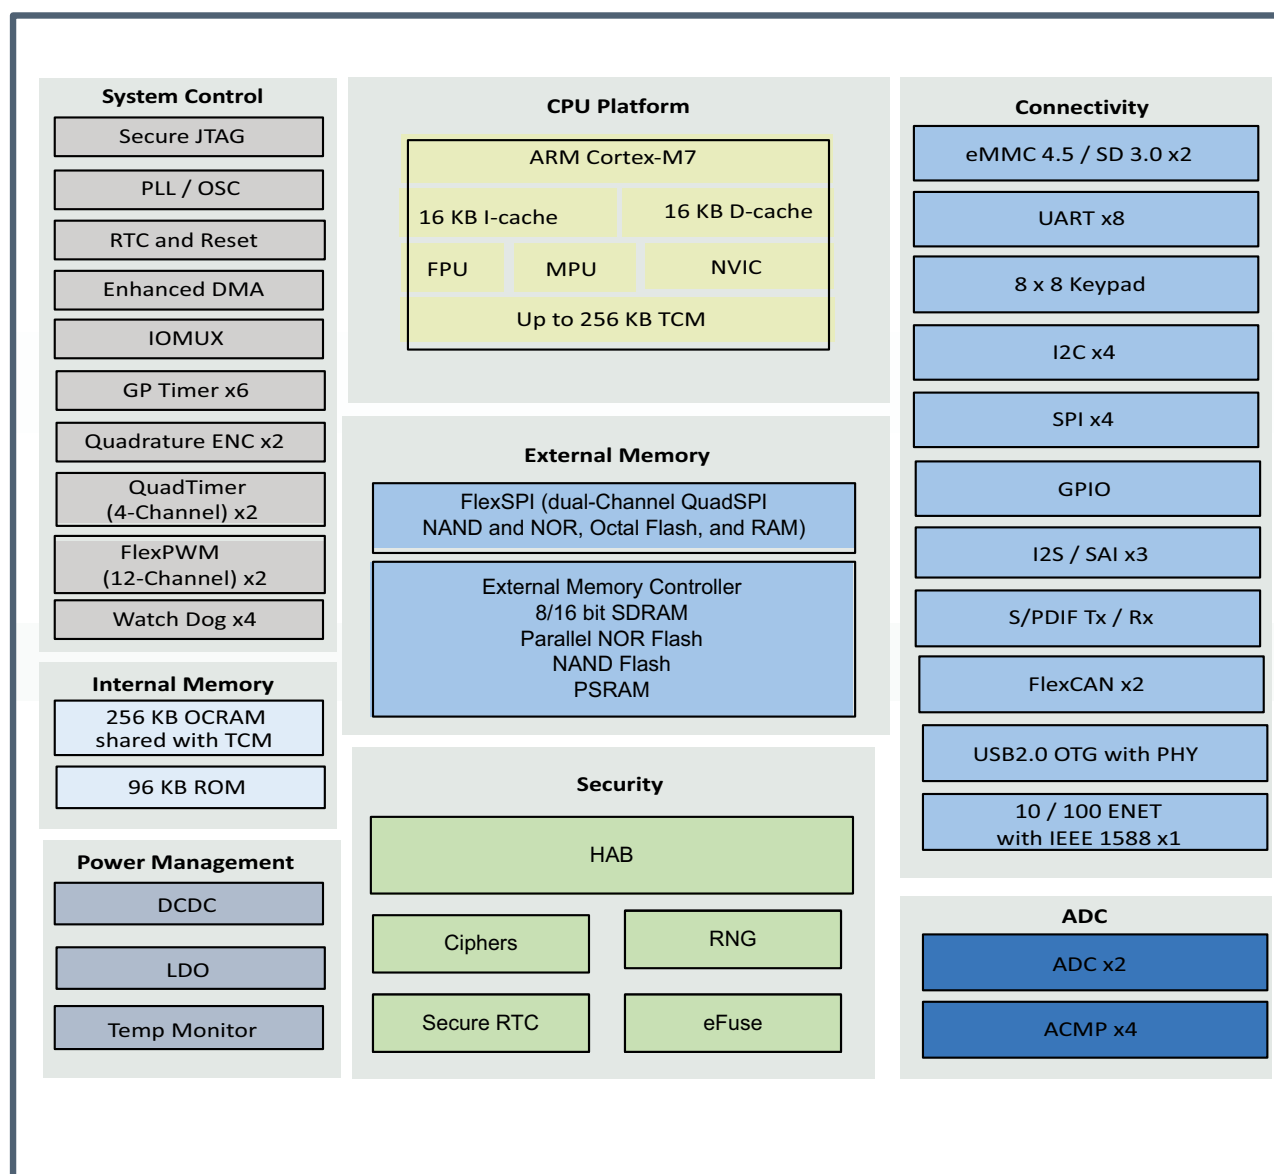 System Control
Secure JTAG
PLL / OSC
RTC and Reset
Enhanced DMA
IOMUX
GP Timer x6
Quadrature ENC x2
QuadTimer
(4-Channel) x2
FlexPWM
(12-Channel) x2
Watch Dog x4
Internal Memory
256 KB OCRAM
shared with TCM
96 KB ROM
Power Management
DCDC
LDO
Temp Monitor
CPU Platform
ARM Cortex-M7
16 KB I-cache
16 KB D-cache
FPU
MPU
NVIC
Up to 256 KB TCM
External Memory
FlexSPI (dual-Channel QuadSPI
NAND and NOR, Octal Flash, and RAM)
External Memory Controller
8/16 bit SDRAM
Parallel NOR Flash
NAND Flash
PSRAM
Security
HAB
Ciphers
RNG
Secure RTC
eFuse
Connectivity
eMMC 4.5 / SD 3.0 x2
UART x8
8 x 8 Keypad
I2C x4
SPI x4
GPIO
I2S / SAI x3
S/PDIF Tx / Rx
FlexCAN x2
USB2.0 OTG with PHY
10 / 100 ENET
with IEEE 1588 x1
ADC
ADC x2
ACMP x4